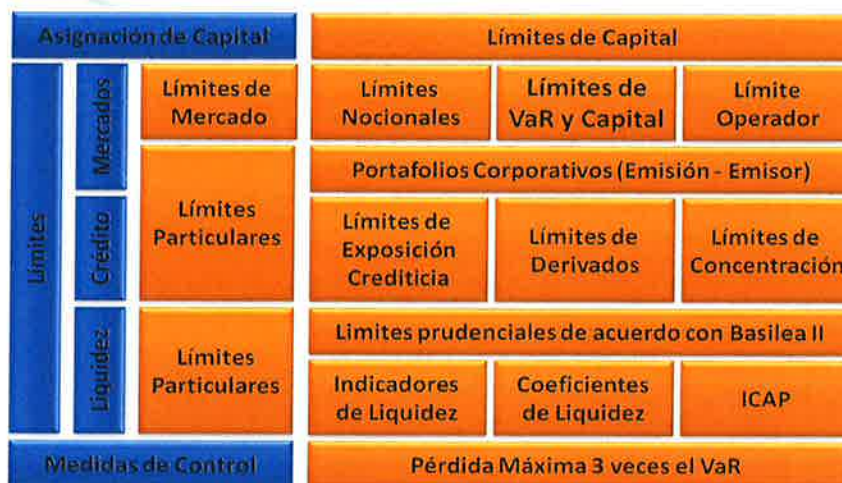 Asignación de Capital
Límites de Capital
Límites
Mercados
Límites de
Mercado
Límites
Nocionales
Límites de
VaR y Capital
Límite
Operador
Portafolios Corporativos (Emisión - Emisor)
Crédito
Límites
Particulares
Límites de
Exposición
Crediticia
Límites de
Derivados
Límites de
Concentración
Liquidez
Límites
Particulares
Limites prudenciales de acuerdo con Basilea II
Indicadores
de Liquidez
Coeficientes
de Liquidez
ICAP
Medidas de Control
Pérdida Máxima 3 veces el VaR